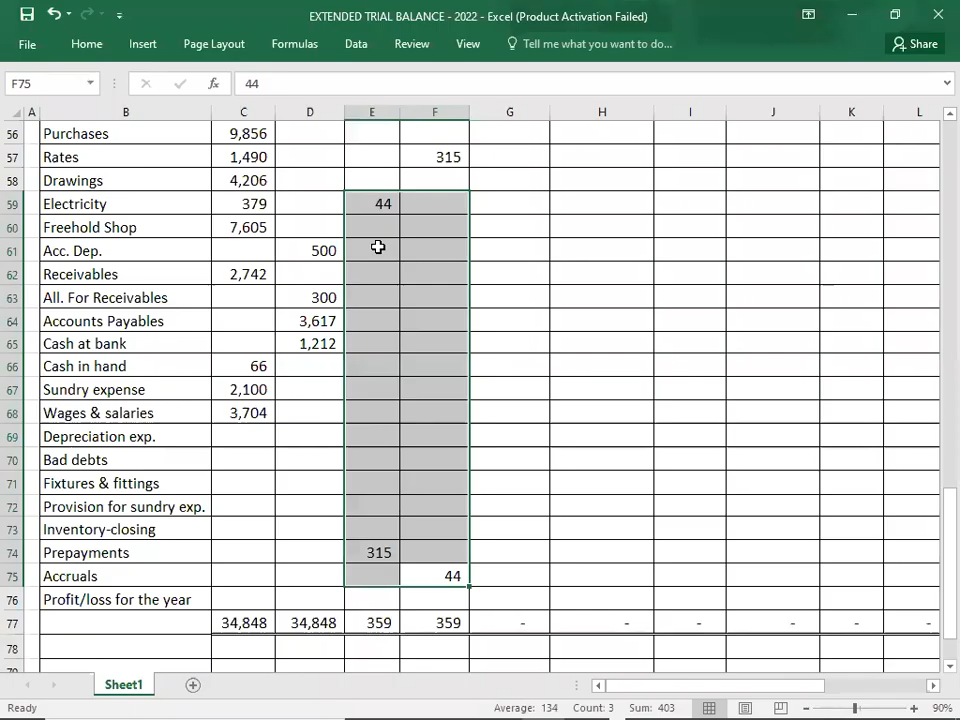 EXTENDED TRIAL BALANCE - 2022 - Excel (Product Activation Failed)
File Home Insert Page Layout Formulas Data Review View Tell me what you want to do... Share
F75 fx 44
A B C D E F G H I J K L
56 Purchases 9,856
57 Rates 1,490 315
58 Drawings 4,206
59 Electricity 379 44
60 Freehold Shop 7,605
61 Acc. Dep. 500
62 Receivables 2,742
63 All. For Receivables 300
64 Accounts Payables 3,617
65 Cash at bank 1,212
66 Cash in hand 66
67 Sundry expense 2,100
68 Wages & salaries 3,704
69 Depreciation exp.
70 Bad debts
71 Fixtures & fittings
72 Provision for sundry exp.
73 Inventory-closing
74 Prepayments 315
75 Accruals 44
76 Profit/loss for the year
77 34,848 34,848 359 359 - - - - - -
78
Sheet1
Ready Average: 134 Count: 3 Sum: 403 90%